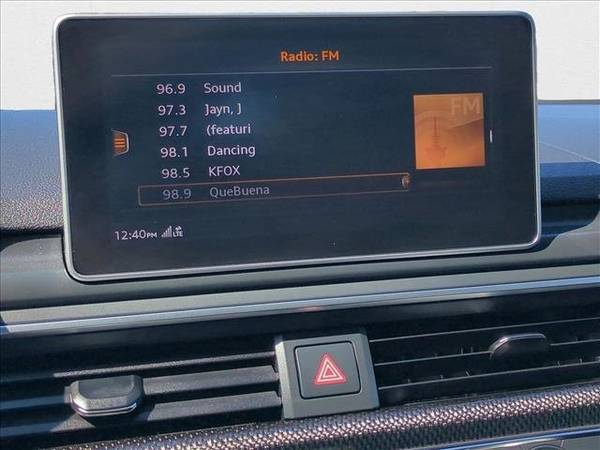 Radio: FM
96.9 Sound
97.3 Jayn, J
97.7 (featuri
98.1 Dancing
98.5 KFOX
98.9 QueBuena
FM
12:40PM LTE